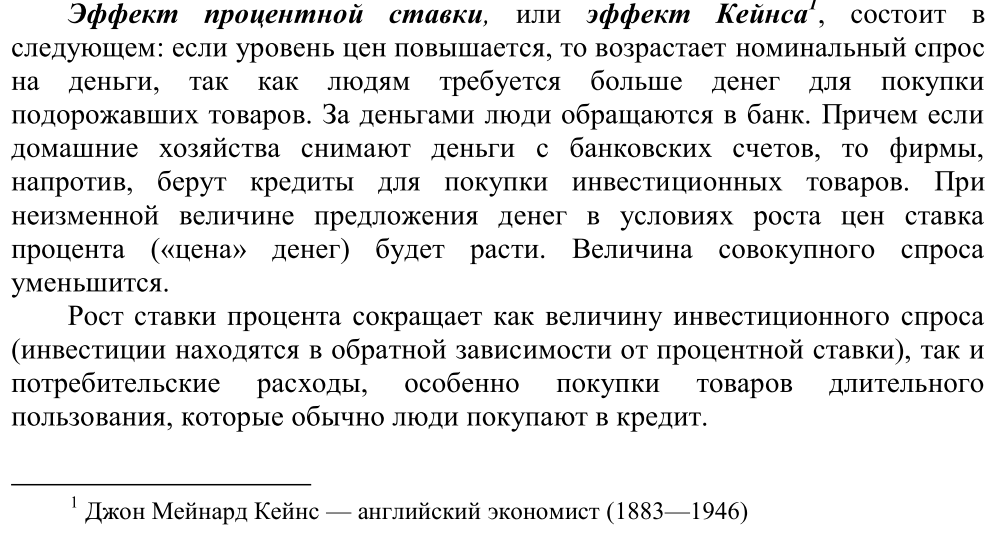 Эффект процентной ставки, или эффект Кейнса¹, состоит в
следующем: если уровень цен повышается, то возрастает номинальный спрос
на деньги, так как людям требуется больше денег для покупки
подорожавших товаров. За деньгами люди обращаются в банк. Причем если
домашние хозяйства снимают деньги с банковских счетов, то фирмы,
напротив, берут кредиты для покупки инвестиционных товаров. При
неизменной величине предложения денег в условиях роста цен ставка
процента («цена» денег) будет расти. Величина совокупного спроса
уменьшится.
Рост ставки процента сокращает как величину инвестиционного спроса
(инвестиции находятся в обратной зависимости от процентной ставки), так и
потребительские расходы, особенно покупки товаров длительного
пользования, которые обычно люди покупают в кредит.
¹ Джон Мейнард Кейнс — английский экономист (1883—1946)